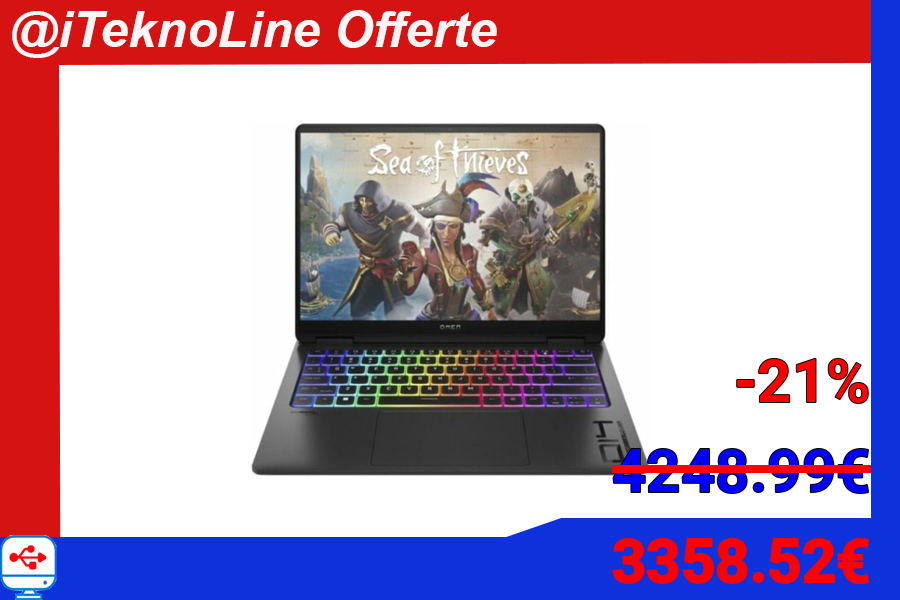 @iTeknoLine Offerte
Sea of Thieves
OMEN
-21%
4248.99€
3358.52€